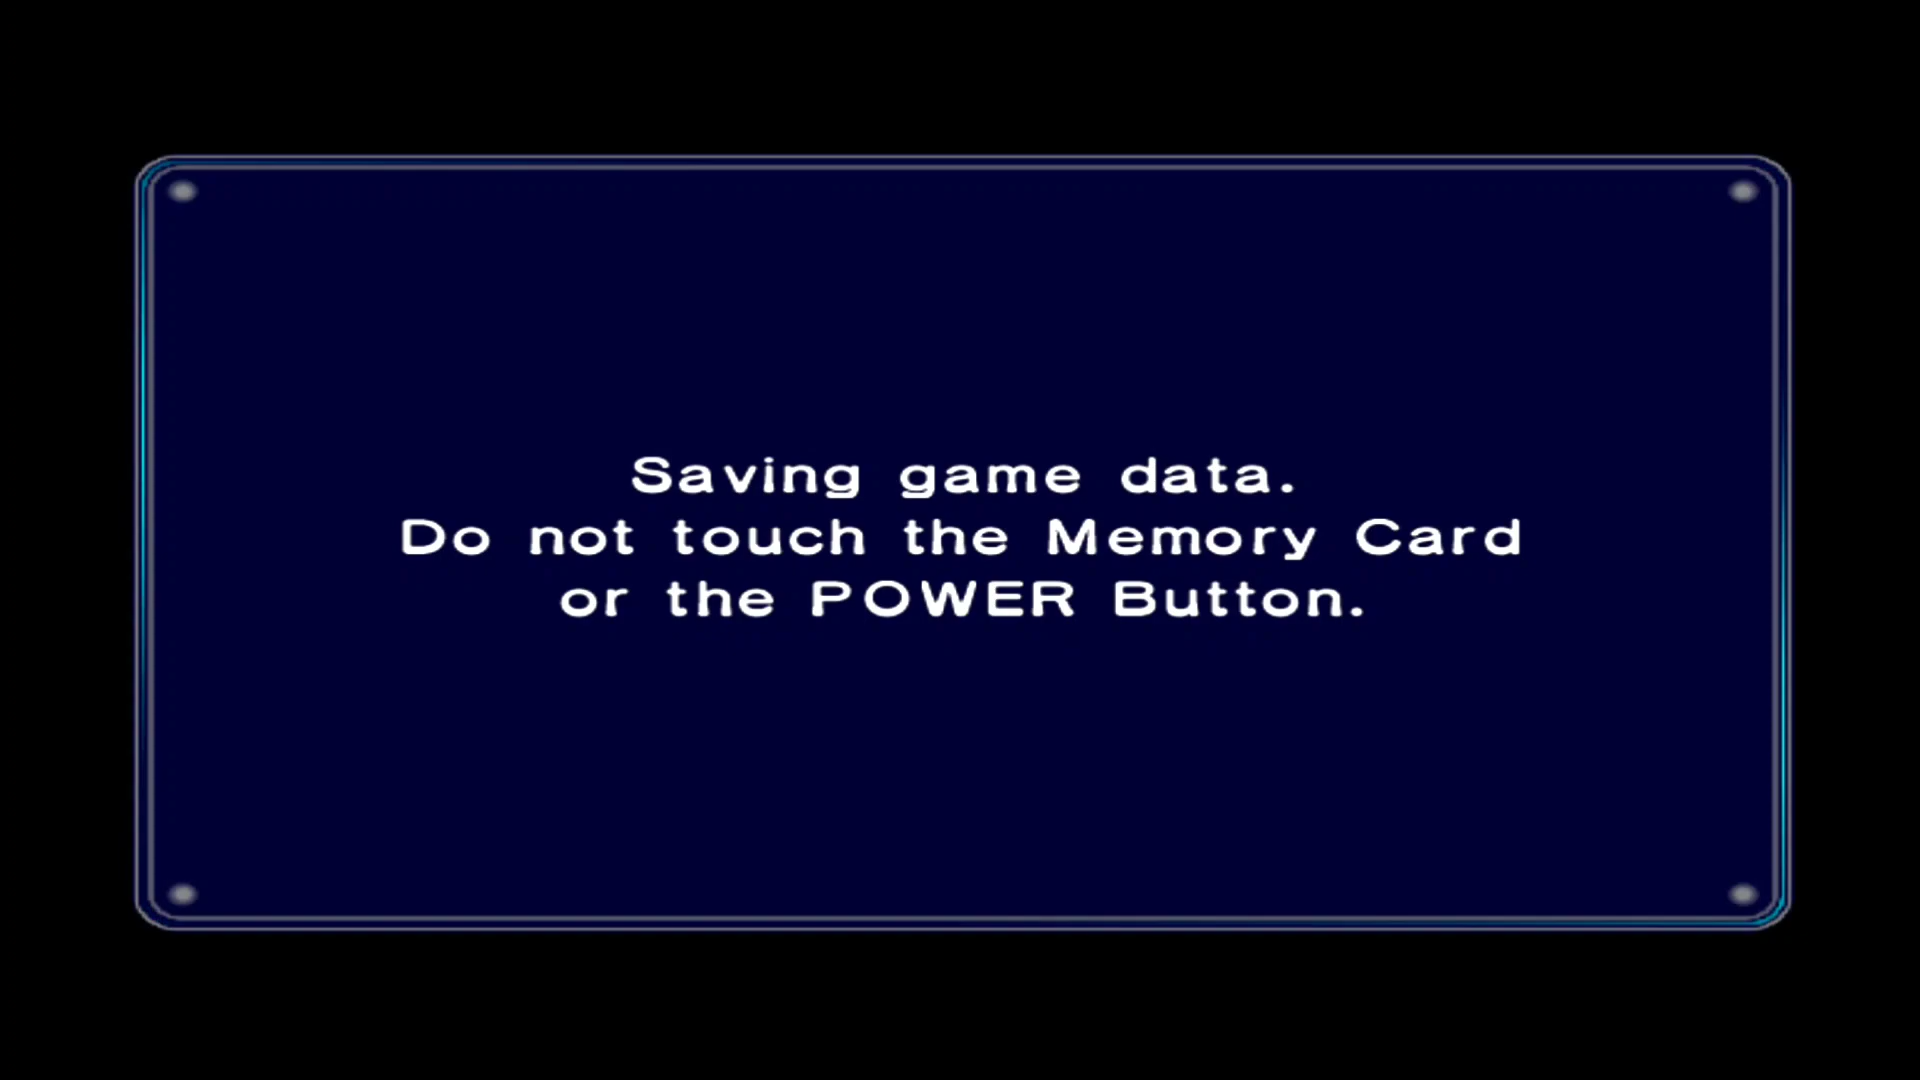 Saving game data.
Do not touch the Memory Card
or the POWER Button.